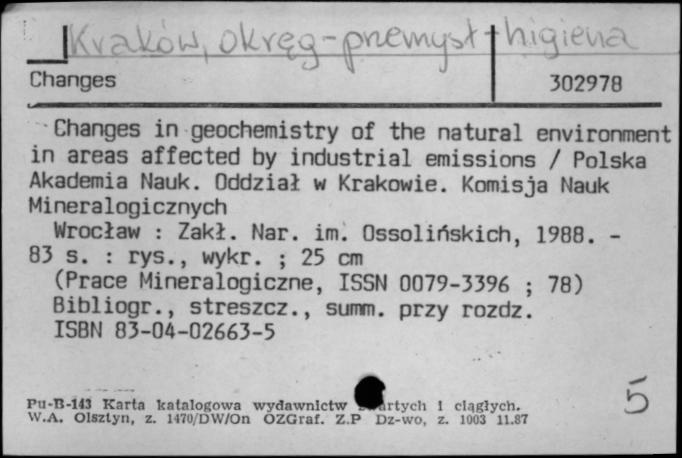 Kraków, okręg - przemysł + higiena
Changes 302978
Changes in geochemistry of the natural environment
in areas affected by industrial emissions / Polska
Akademia Nauk. Oddział w Krakowie. Komisja Nauk
Mineralogicznych
Wrocław : Zakł. Nar. im. Ossolińskich, 1988. -
83 s. : rys., wykr. ; 25 cm
(Prace Mineralogiczne, ISSN 0079-3396 ; 78)
Bibliogr., streszcz., summ. przy rozdz.
ISBN 83-04-02663-5
5
Pu-B-143 Karta katalogowa wydawnictw i ciągłych.
W.A. Olsztyn, z. 1470/DW/On OZGraf. Z.P Dz-wo, z. 1003 11.87